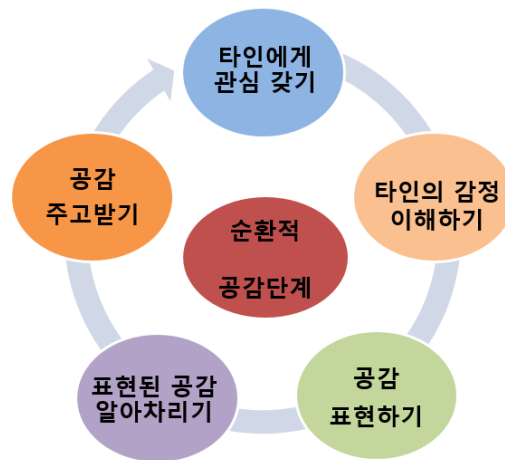 타인에게
관심 갖기
타인의 감정
이해하기
공감
표현하기
표현된 공감
알아차리기
공감
주고받기
순환적
공감단계